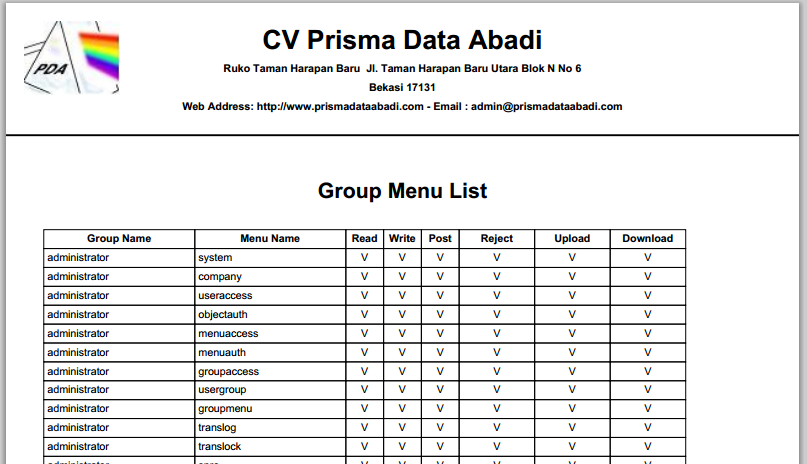 PDA
CV Prisma Data Abadi
Ruko Taman Harapan Baru Jl. Taman Harapan Baru Utara Blok N No 6
Bekasi 17131
Web Address: http://www.prismadataabadi.com - Email : admin@prismadataabadi.com
Group Menu List
Group Name Menu Name Read Write Post Reject Upload Download
administrator system V V V V V V
administrator company V V V V V V
administrator useraccess V V V V V V
administrator objectauth V V V V V V
administrator menuaccess V V V V V V
administrator menuauth V V V V V V
administrator groupaccess V V V V V V
administrator usergroup V V V V V V
administrator groupmenu V V V V V V
administrator translog V V V V V V
administrator translock V V V V V V